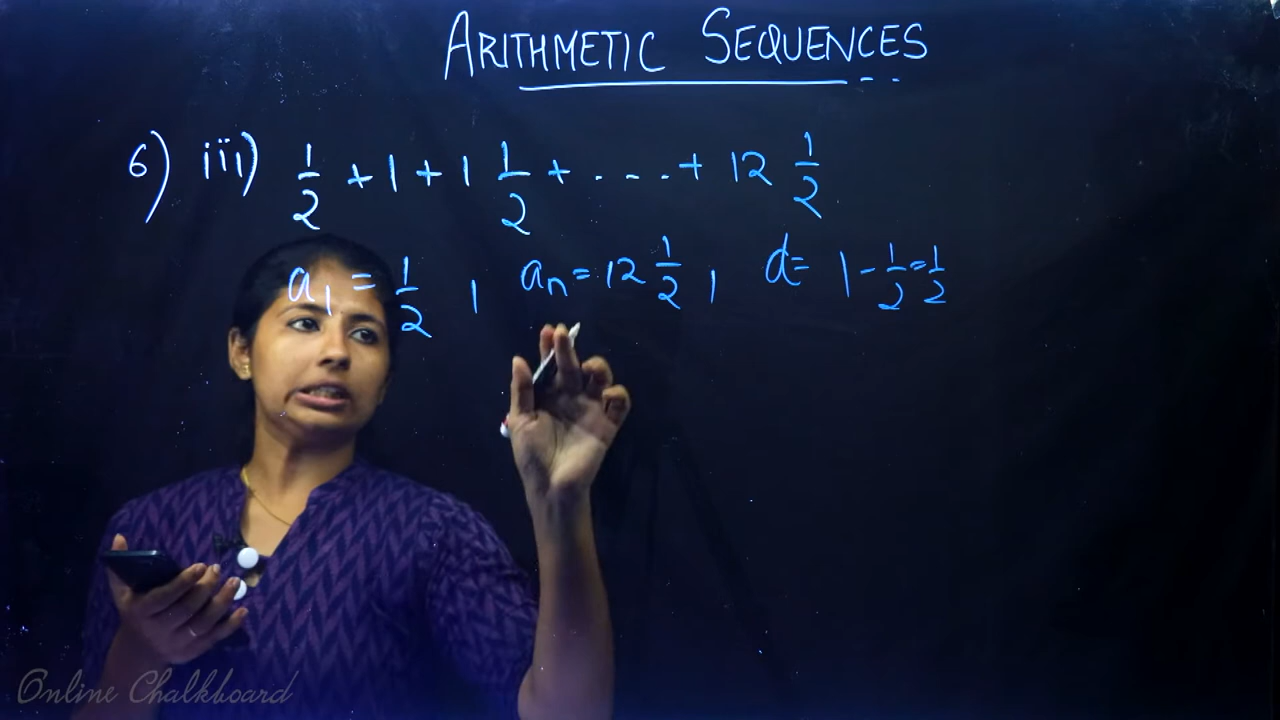 ARITHMETIC SEQUENCES
6) iii) 1/2 + 1 + 1 1/2 + ... + 12 1/2
a1 = 1/2 , an = 12 1/2 , d = 1 - 1/2 = 1/2
Online Chalkboard